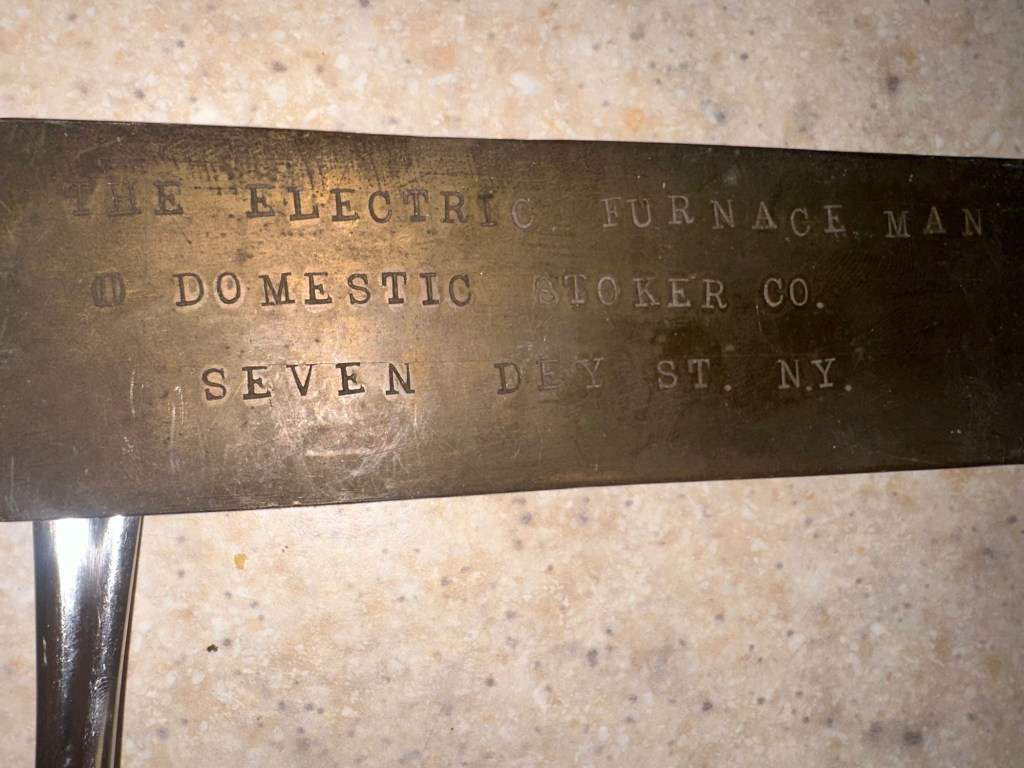 THE ELECTRIC FURNACE MAN
DOMESTIC STOKER CO.
SEVEN DEY ST. N.Y.